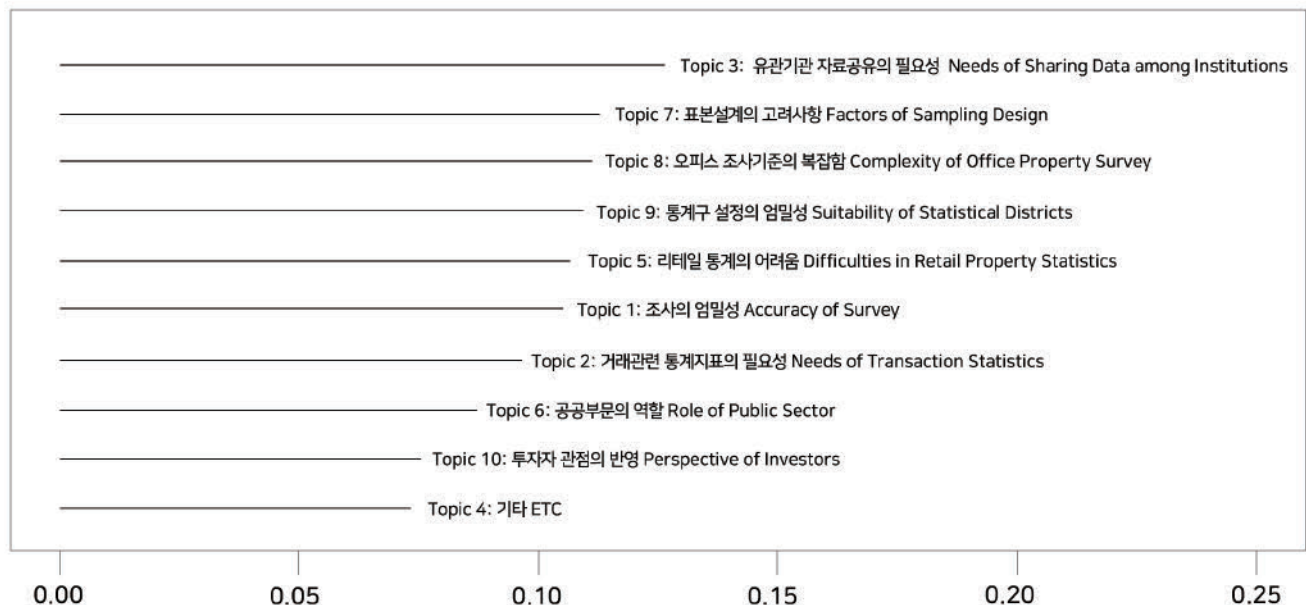 Topic 3: 유관기관 자료공유의 필요성 Needs of Sharing Data among Institutions
Topic 7: 표본설계의 고려사항 Factors of Sampling Design
Topic 8: 오피스 조사기준의 복잡함 Complexity of Office Property Survey
Topic 9: 통계구 설정의 엄밀성 Suitability of Statistical Districts
Topic 5: 리테일 통계의 어려움 Difficulties in Retail Property Statistics
Topic 1: 조사의 엄밀성 Accuracy of Survey
Topic 2: 거래관련 통계지표의 필요성 Needs of Transaction Statistics
Topic 6: 공공부문의 역할 Role of Public Sector
Topic 10: 투자자 관점의 반영 Perspective of Investors
Topic 4: 기타 ETC
0.00 0.05 0.10 0.15 0.20 0.25